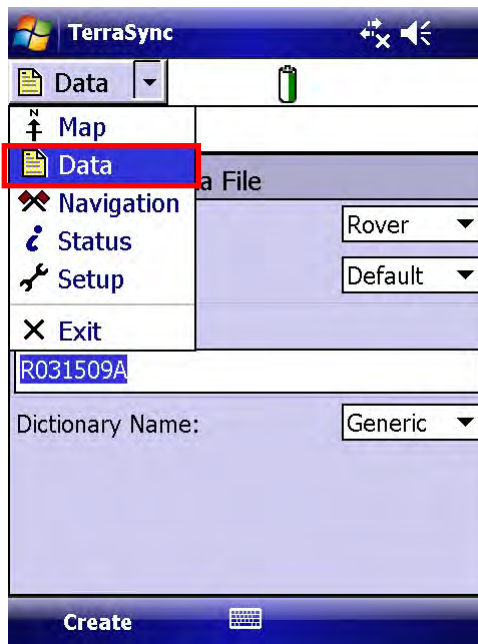 TerraSync
Data
N
Map
Data
a File
Navigation
Rover
Status
Setup
Default
Exit
R031509A
Dictionary Name:
Generic
Create